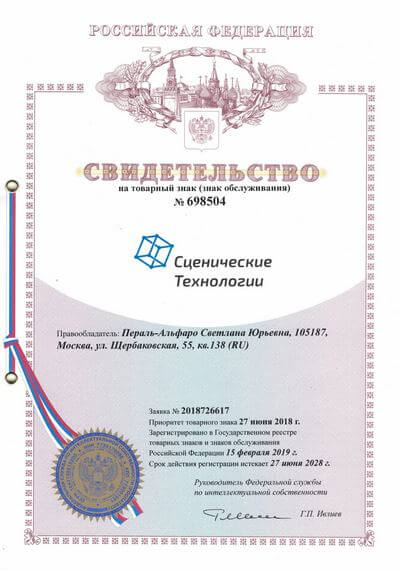 РОССИЙСКАЯ ФЕДЕРАЦИЯ
СВИДЕТЕЛЬСТВО
на товарный знак (знак обслуживания)
№ 698504
Сценические
Технологии
Правообладатель: Пераль-Альфаро Светлана Юрьевна, 105187,
Москва, ул. Щербаковская, 55, кв.138 (RU)
Заявка № 2018726617
Приоритет товарного знака 27 июня 2018 г.
Зарегистрировано в Государственном реестре
товарных знаков и знаков обслуживания
Российской Федерации 15 февраля 2019 г.
Срок действия регистрации истекает 27 июня 2028 г.
Руководитель Федеральной службы
по интеллектуальной собственности
Г.П. Ивлиев